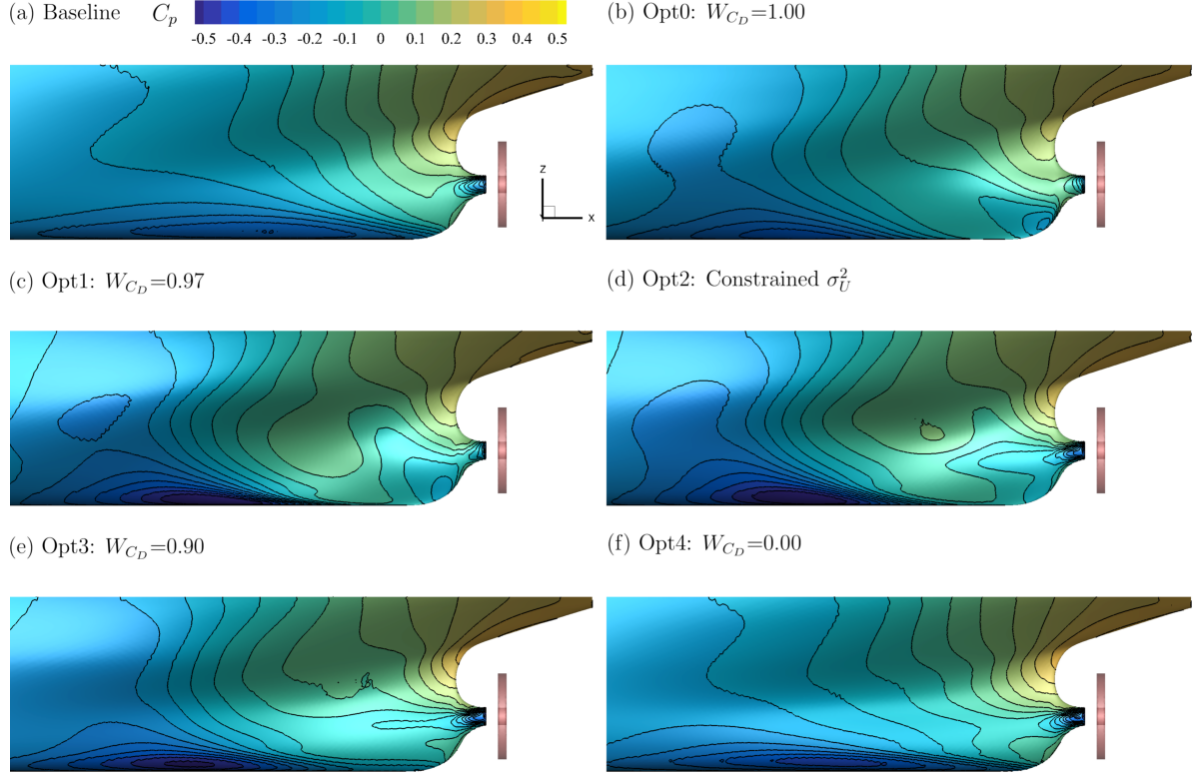 (a) Baseline
C_p
-0.5 -0.4 -0.3 -0.2 -0.1 0 0.1 0.2 0.3 0.4 0.5
(b) Opt0: W_{C_D}=1.00
z
x
(c) Opt1: W_{C_D}=0.97
(d) Opt2: Constrained σ_U^2
(e) Opt3: W_{C_D}=0.90
(f) Opt4: W_{C_D}=0.00